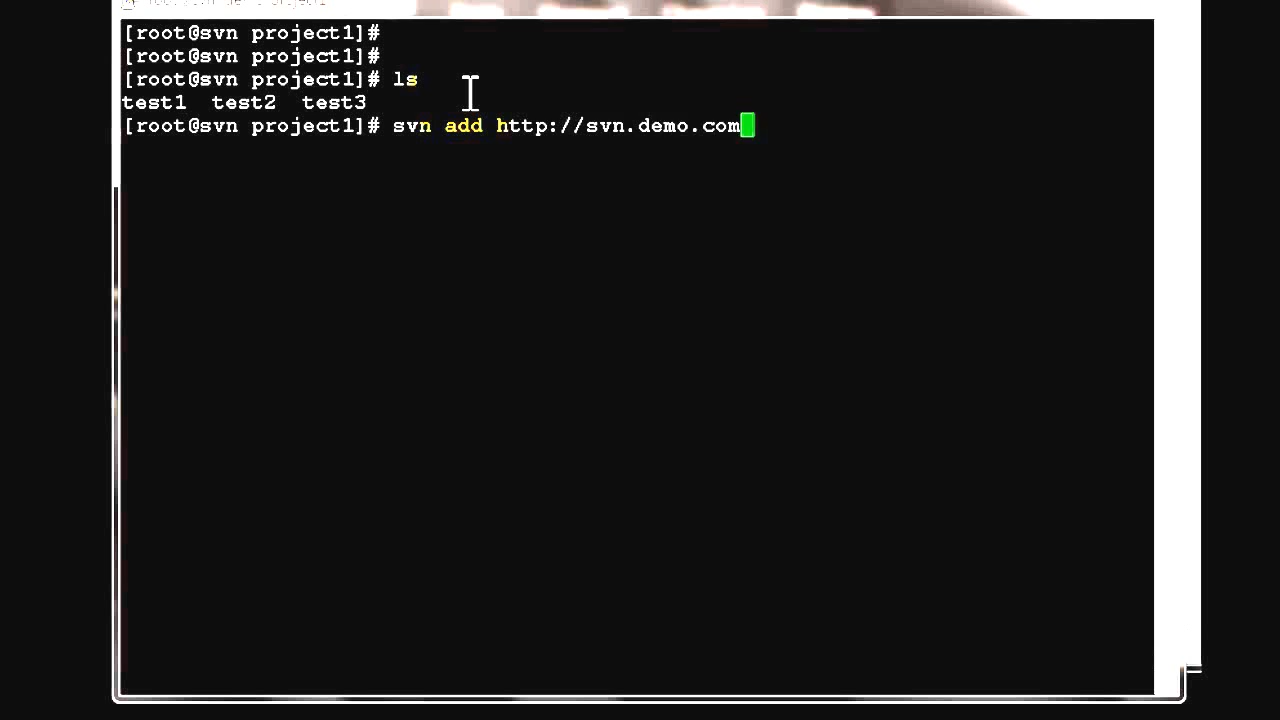 [root@svn project1]#
[root@svn project1]#
[root@svn project1]# ls
test1 test2 test3
[root@svn project1]# svn add http://svn.demo.com